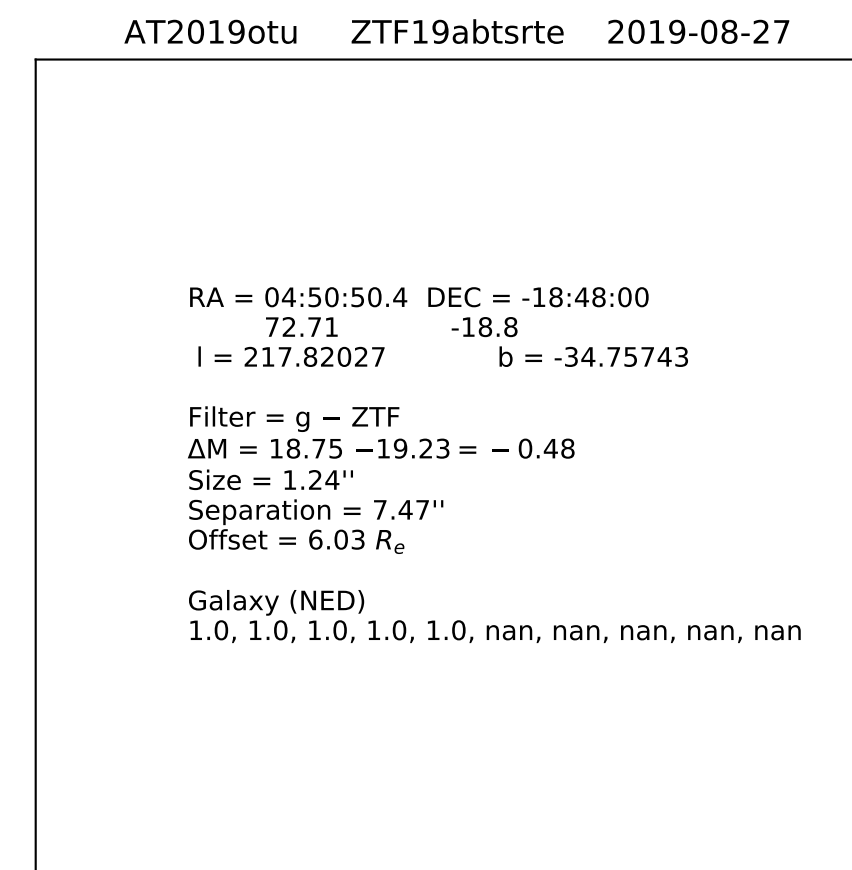 AT2019otu ZTF19abtsrte 2019-08-27
RA = 04:50:50.4 DEC = -18:48:00
72.71 -18.8
l = 217.82027 b = -34.75743
Filter = g − ZTF
ΔM = 18.75 −19.23 = − 0.48
Size = 1.24''
Separation = 7.47''
Offset = 6.03 Re
Galaxy (NED)
1.0, 1.0, 1.0, 1.0, 1.0, nan, nan, nan, nan, nan